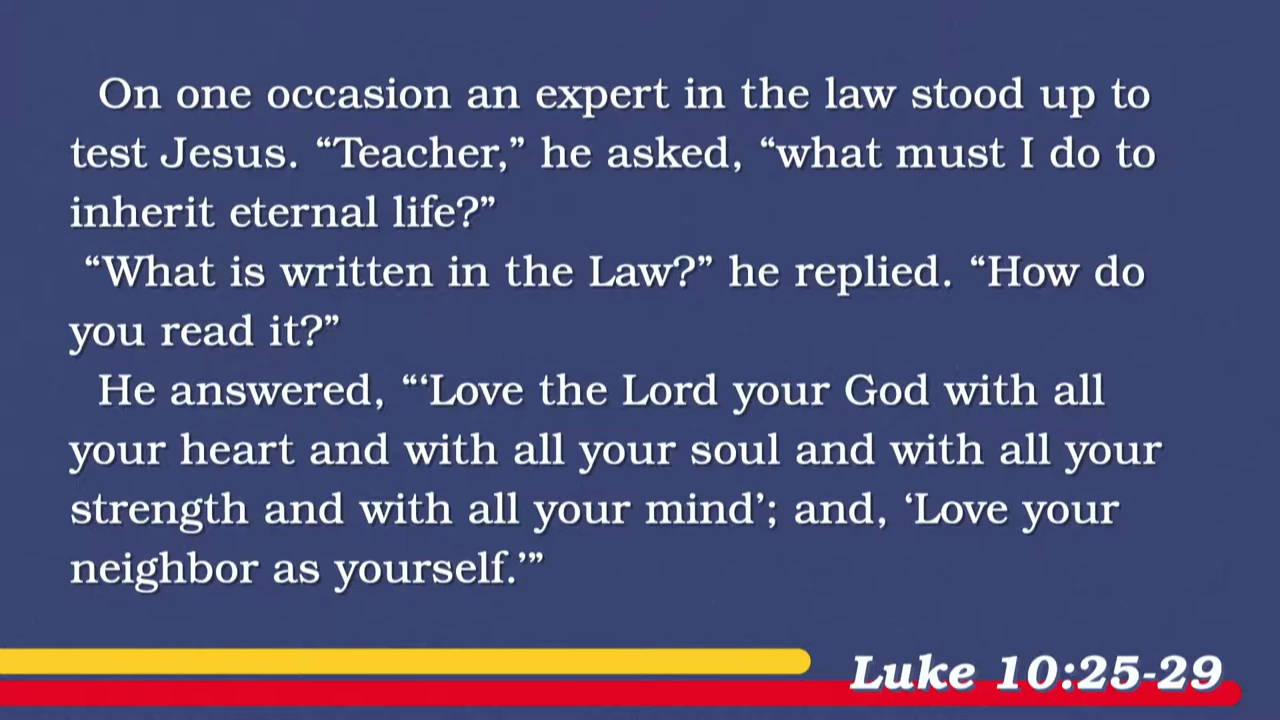 On one occasion an expert in the law stood up to
test Jesus. “Teacher,” he asked, “what must I do to
inherit eternal life?”
“What is written in the Law?” he replied. “How do
you read it?”
He answered, “‘Love the Lord your God with all
your heart and with all your soul and with all your
strength and with all your mind’; and, ‘Love your
neighbor as yourself.’”
Luke 10:25-29